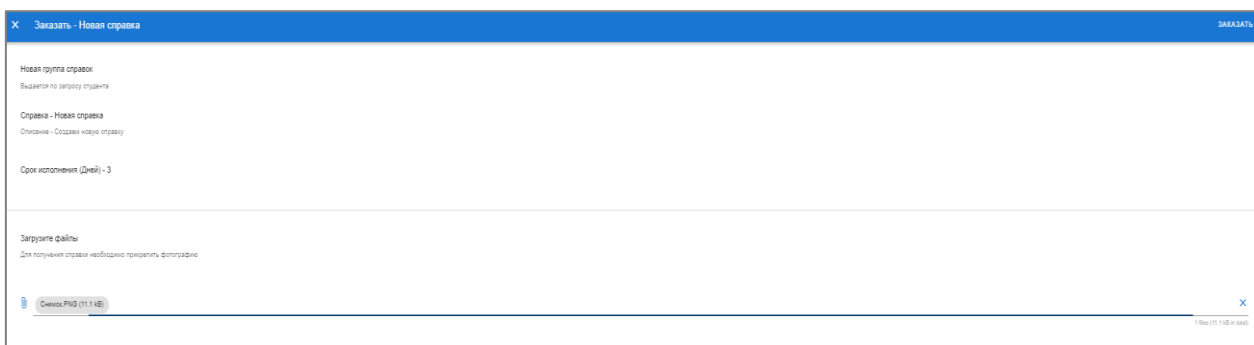 Заказать - Новая справка
ЗАКАЗАТЬ
Новая группа справок
Выдается по запросу студента
Справка - Новая справка
Описание - Создаем новую справку
Срок исполнения (Дней) - 3
Загрузите файлы
Для получения справки необходимо прикрепить фотографию
Снимок.PNG (11.1 kB)
1 files (11.1 kB in total)